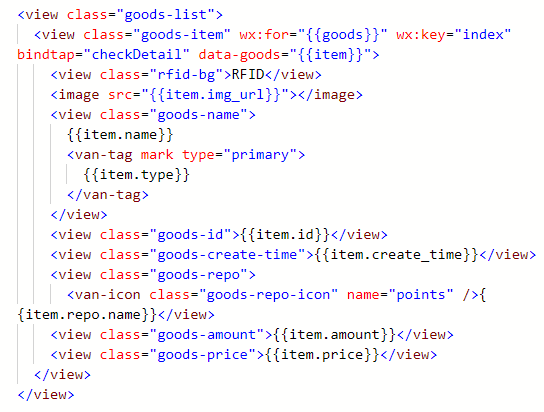 <view class="goods-list">
<view class="goods-item" wx:for="{{goods}}" wx:key="index"
bindtap="checkDetail" data-goods="{{item}}">
<view class="rfid-bg">RFID</view>
<image src="{{item.img_url}}"></image>
<view class="goods-name">
{{item.name}}
<van-tag mark type="primary">
{{item.type}}
</van-tag>
</view>
<view class="goods-id">{{item.id}}</view>
<view class="goods-create-time">{{item.create_time}}</view>
<view class="goods-repo">
<van-icon class="goods-repo-icon" name="points" />{
{item.repo.name}}</view>
<view class="goods-amount">{{item.amount}}</view>
<view class="goods-price">{{item.price}}</view>
</view>
</view>